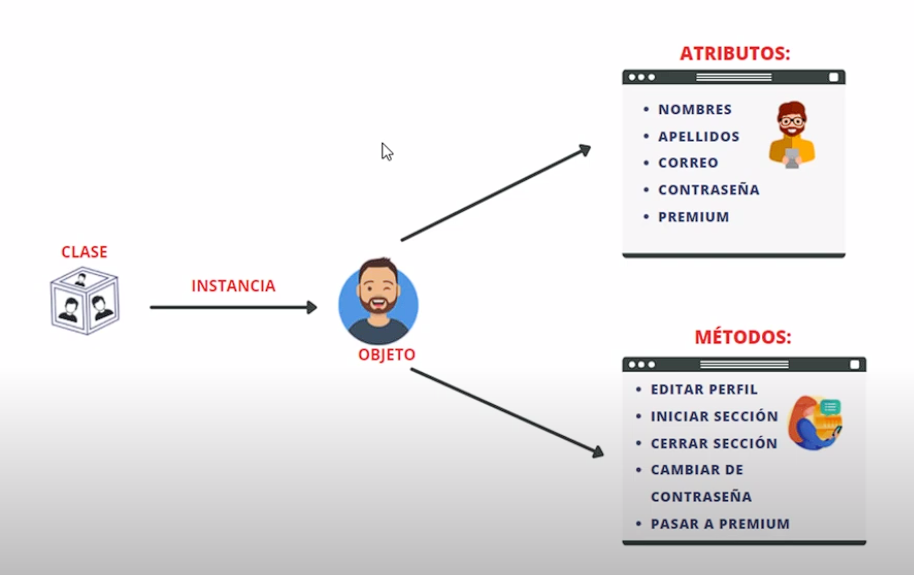 CLASE
INSTANCIA
OBJETO
ATRIBUTOS:
• NOMBRES
• APELLIDOS
• CORREO
• CONTRASEÑA
• PREMIUM
MÉTODOS:
• EDITAR PERFIL
• INICIAR SECCIÓN
• CERRAR SECCIÓN
• CAMBIAR DE
CONTRASEÑA
• PASAR A PREMIUM